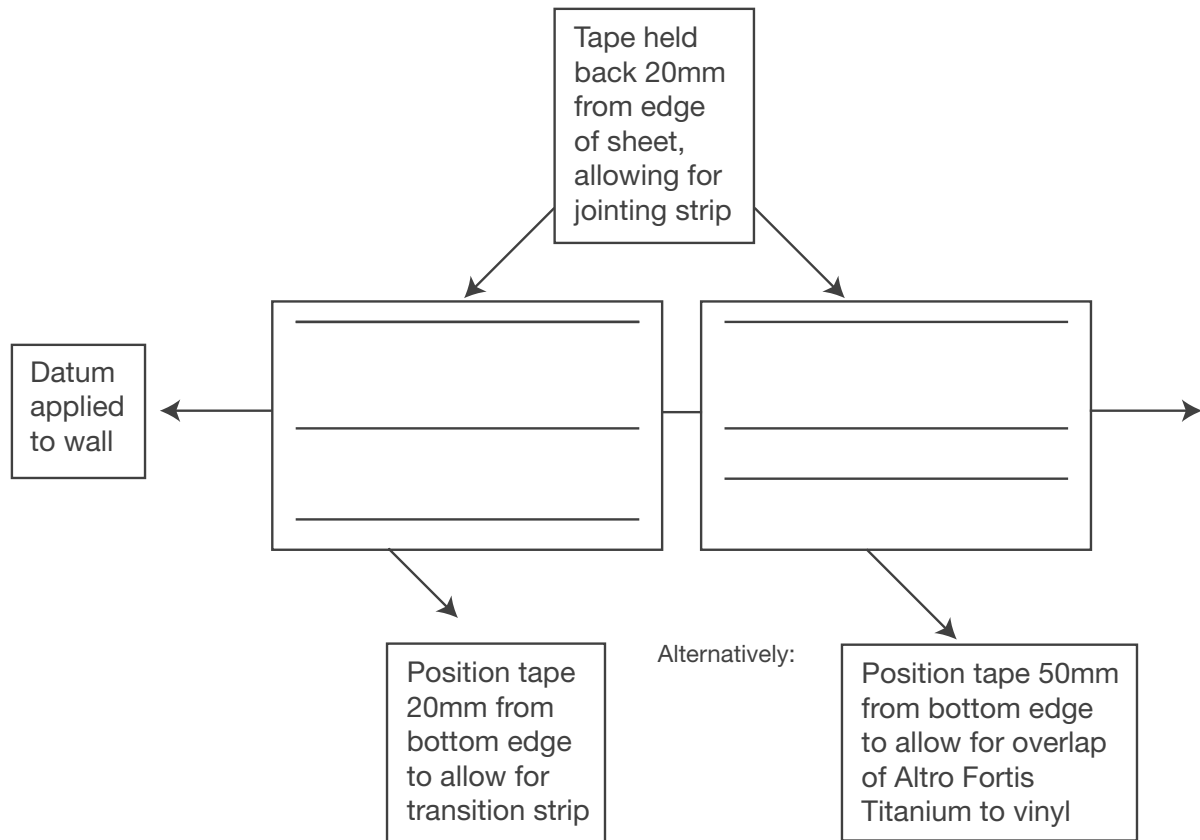 Tape held
back 20mm
from edge
of sheet,
allowing for
jointing strip
Datum
applied
to wall
Position tape
20mm from
bottom edge
to allow for
transition strip
Alternatively:
Position tape 50mm
from bottom edge
to allow for overlap
of Altro Fortis
Titanium to vinyl